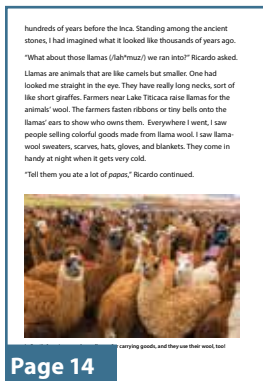 hundreds of years before the Inca. Standing among the ancient
stones, I had imagined what it looked like thousands of years ago.
“What about those llamas (/lah*muz/) we ran into?” Ricardo asked.
Llamas are animals that are like camels but smaller. One had
looked me straight in the eye. They have really long necks, sort of
like short giraffes. Farmers near Lake Titicaca raise llamas for the
animals’ wool. The farmers fasten ribbons or tiny bells onto the
llamas’ ears to show who owns them.  Everywhere I went, I saw
people selling colorful goods made from llama wool. I saw llama-
wool sweaters, scarves, hats, gloves, and blankets. They come in
handy at night when it gets very cold.
“Tell them you ate a lot of papas,” Ricardo continued.
carrying goods, and they use their wool, too!
Page 14